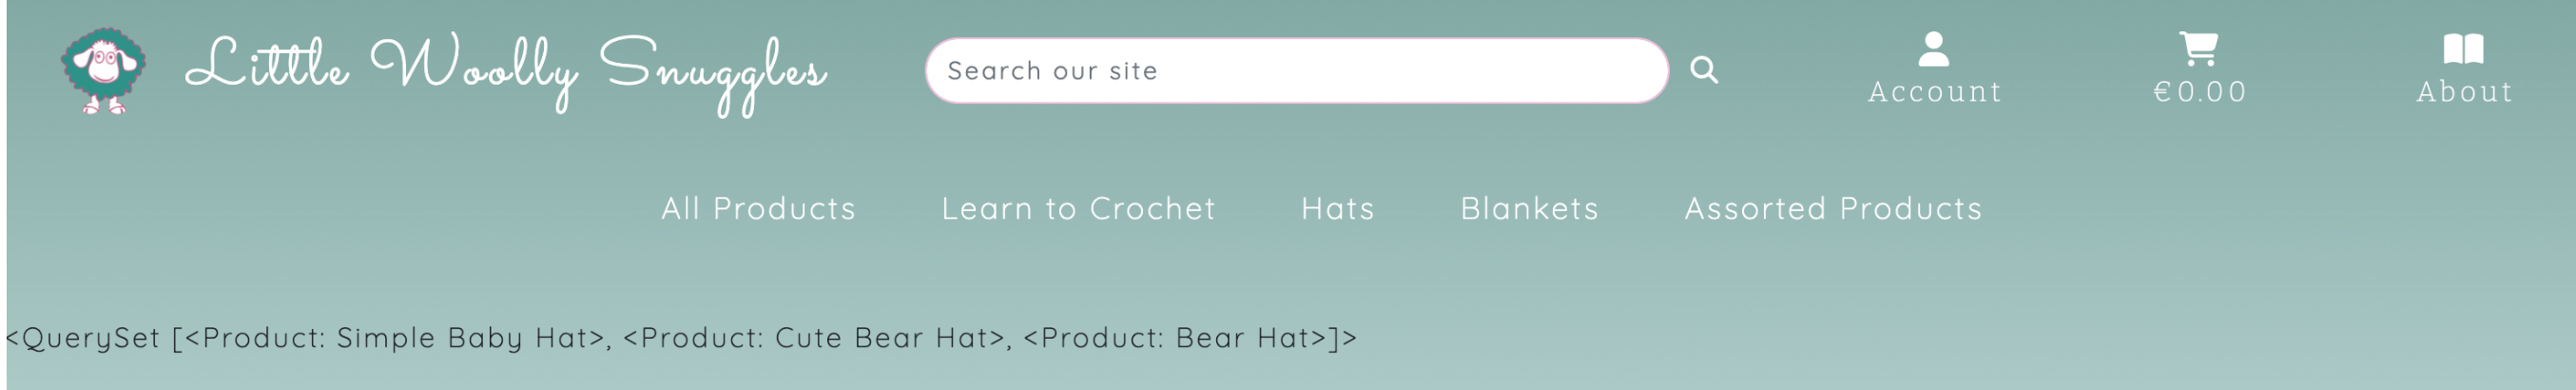 Little Woolly Snuggles
Search our site
Account
€0.00
About
All Products Learn to Crochet Hats Blankets Assorted Products
<QuerySet [<Product: Simple Baby Hat>, <Product: Cute Bear Hat>, <Product: Bear Hat>]>